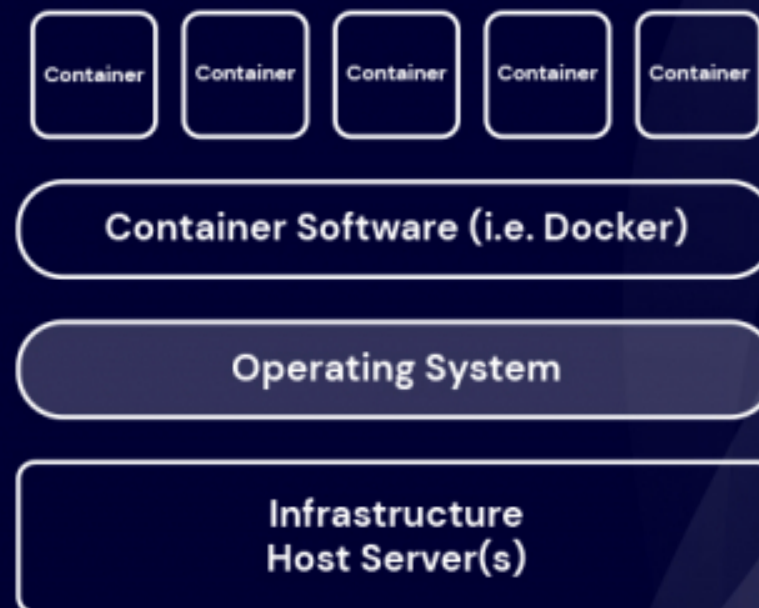 Container Container Container Container Container
Container Software (i.e. Docker)
Operating System
Infrastructure
Host Server(s)